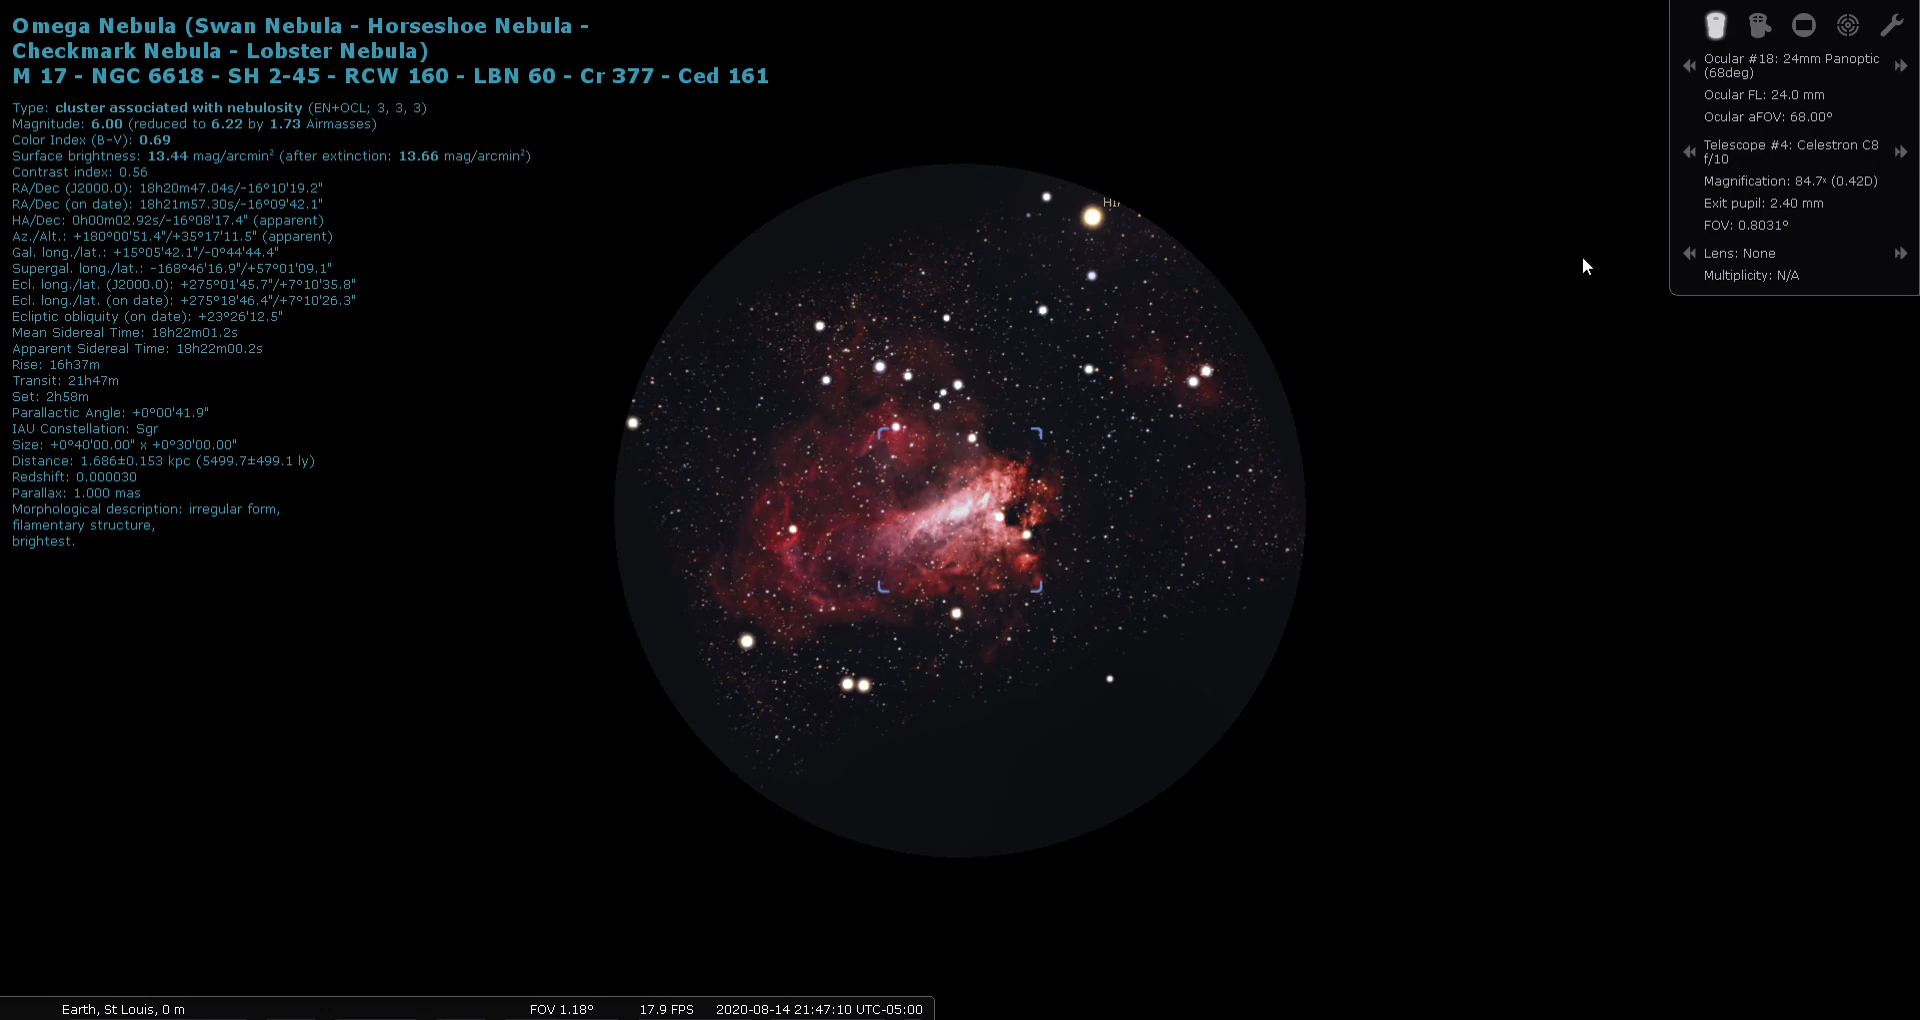 Omega Nebula (Swan Nebula - Horseshoe Nebula -
Checkmark Nebula - Lobster Nebula)
M 17 - NGC 6618 - SH 2-45 - RCW 160 - LBN 60 - Cr 377 - Ced 161
Type: cluster associated with nebulosity (EN+OCL; 3, 3, 3)
Magnitude: 6.00 (reduced to 6.22 by 1.73 Airmasses)
Color Index (B-V): 0.69
Surface brightness: 13.44 mag/arcmin² (after extinction: 13.66 mag/arcmin²)
Contrast index: 0.56
RA/Dec (J2000.0): 18h20m47.04s/-16°10'19.2"
RA/Dec (on date): 18h21m57.30s/-16°09'42.1"
HA/Dec: 0h00m02.92s/-16°08'17.4" (apparent)
Az./Alt.: +180°00'51.4"/+35°17'11.5" (apparent)
Gal. long./lat.: +15°05'42.1"/-0°44'44.4"
Supergal. long./lat.: -168°46'16.9"/+57°01'09.1"
Ecl. long./lat. (J2000.0): +275°01'45.7"/+7°10'35.8"
Ecl. long./lat. (on date): +275°18'46.4"/+7°10'26.3"
Ecliptic obliquity (on date): +23°26'12.5"
Mean Sidereal Time: 18h22m01.2s
Apparent Sidereal Time: 18h22m00.2s
Rise: 16h37m
Transit: 21h47m
Set: 2h58m
Parallactic Angle: +0°00'41.9"
IAU Constellation: Sgr
Size: +0°40'00.00" x +0°30'00.00"
Distance: 1.686±0.153 kpc (5499.7±499.1 ly)
Redshift: 0.000030
Parallax: 1.000 mas
Morphological description: irregular form,
filamentary structure,
brightest.
Ocular #18: 24mm Panoptic
(68deg)
Ocular FL: 24.0 mm
Ocular aFOV: 68.00°
Telescope #4: Celestron C8
f/10
Magnification: 84.7ˣ (0.42D)
Exit pupil: 2.40 mm
FOV: 0.8031°
Lens: None
Multiplicity: N/A
Earth, St Louis, 0 m
FOV 1.18°
17.9 FPS
2020-08-14 21:47:10 UTC-05:00